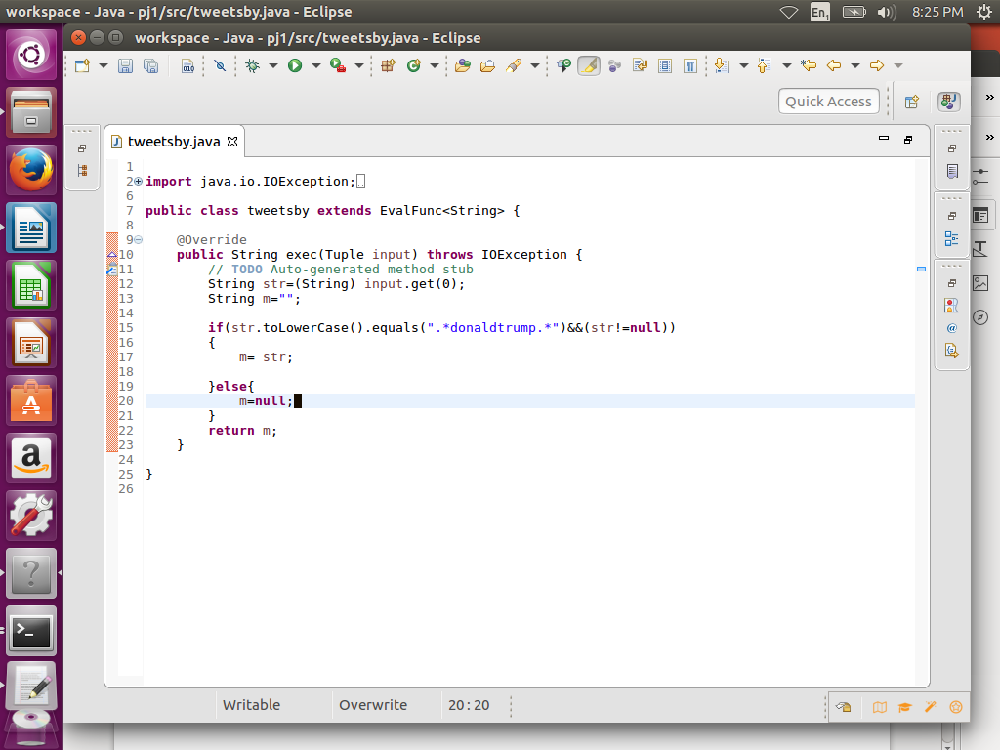 workspace - Java - pj1/src/tweetsby.java - Eclipse
En1
8:25 PM
workspace - Java - pj1/src/tweetsby.java - Eclipse
Quick Access
tweetsby.java
1
2 import java.io.IOException;
6
7 public class tweetsby extends EvalFunc<String> {
8
9 @Override
10 public String exec(Tuple input) throws IOException {
11 // TODO Auto-generated method stub
12 String str=(String) input.get(0);
13 String m="";
14
15 if(str.toLowerCase().equals(".*donaldtrump.*")&&(str!=null))
16 {
17 m= str;
18
19 }else{
20 m=null;
21 }
22 return m;
23 }
24
25 }
26
Writable
Overwrite
20 : 20